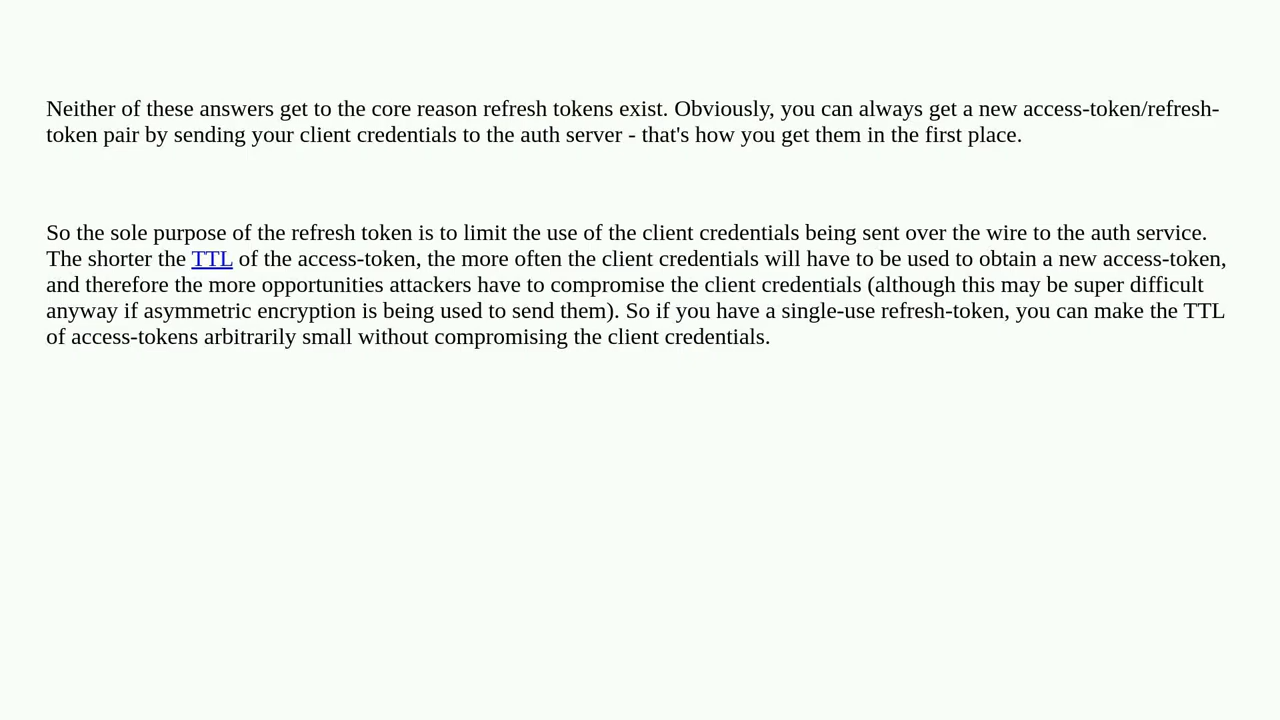 Neither of these answers get to the core reason refresh tokens exist. Obviously, you can always get a new access-token/refresh-
token pair by sending your client credentials to the auth server - that's how you get them in the first place.
So the sole purpose of the refresh token is to limit the use of the client credentials being sent over the wire to the auth service.
The shorter the TTL of the access-token, the more often the client credentials will have to be used to obtain a new access-token,
and therefore the more opportunities attackers have to compromise the client credentials (although this may be super difficult
anyway if asymmetric encryption is being used to send them). So if you have a single-use refresh-token, you can make the TTL
of access-tokens arbitrarily small without compromising the client credentials.